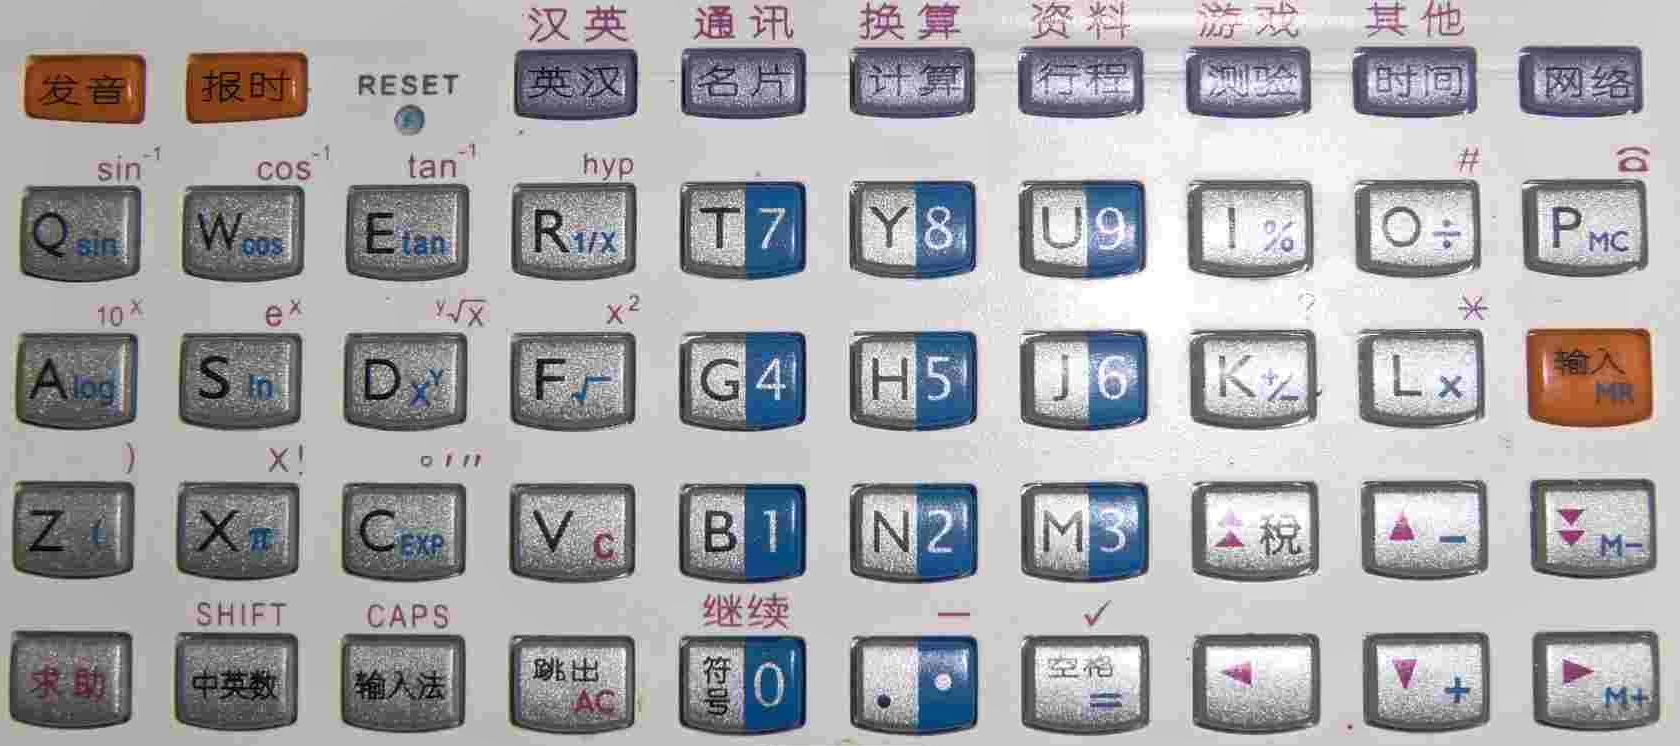 汉英 通讯 换算 资料 游戏 其他
发音 报时 RESET 英汉 名片 计算 行程 测验 时间 网络
sin⁻¹ cos⁻¹ tan⁻¹ hyp # ☎
Q sin W cos E tan R 1/X T 7 Y 8 U 9 I % O ÷ P MC
10ˣ eˣ ʸ√x x² ? *
A log S ln D Xʸ F √ G 4 H 5 J 6 K +/- L × 输入 MR
) X! ° ′ ″
Z ( X π C EXP V C B 1 N 2 M 3 税 − M−
SHIFT CAPS 继续 — ✓
求助 中英数 输入法 跳出 AC 符号 0 . • 空格 = + M+